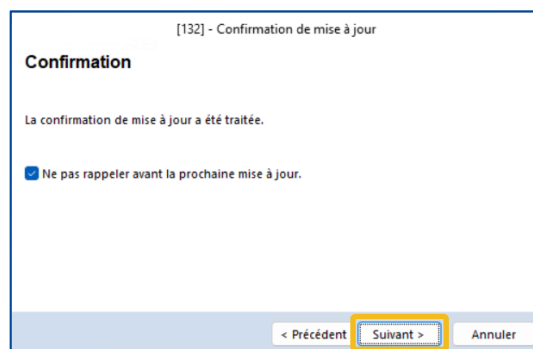 [132] - Confirmation de mise à jour
Confirmation
La confirmation de mise à jour a été traitée.
Ne pas rappeler avant la prochaine mise à jour.
< Précédent Suivant > Annuler